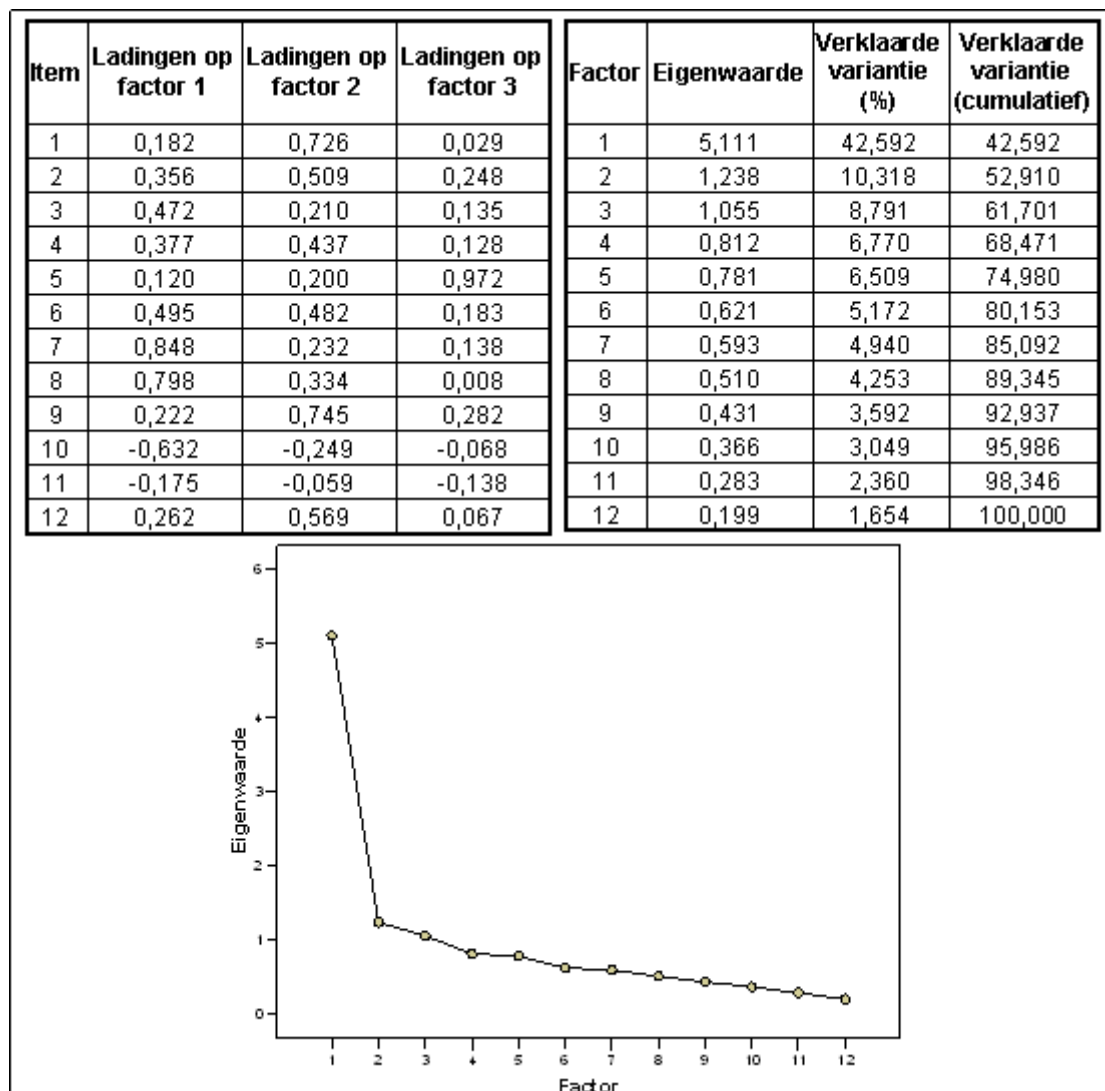 Item Ladingen op factor 1 Ladingen op factor 2 Ladingen op factor 3
1 0,182 0,726 0,029
2 0,356 0,509 0,248
3 0,472 0,210 0,135
4 0,377 0,437 0,128
5 0,120 0,200 0,972
6 0,495 0,482 0,183
7 0,848 0,232 0,138
8 0,798 0,334 0,008
9 0,222 0,745 0,282
10 -0,632 -0,249 -0,068
11 -0,175 -0,059 -0,138
12 0,262 0,569 0,067
Factor Eigenwaarde Verklaarde variantie (%) Verklaarde variantie (cumulatief)
1 5,111 42,592 42,592
2 1,238 10,318 52,910
3 1,055 8,791 61,701
4 0,812 6,770 68,471
5 0,781 6,509 74,980
6 0,621 5,172 80,153
7 0,593 4,940 85,092
8 0,510 4,253 89,345
9 0,431 3,592 92,937
10 0,366 3,049 95,986
11 0,283 2,360 98,346
12 0,199 1,654 100,000
6
5
4
3
2
1
0
Eigenwaarde
1 2 3 4 5 6 7 8 9 10 11 12
Factor